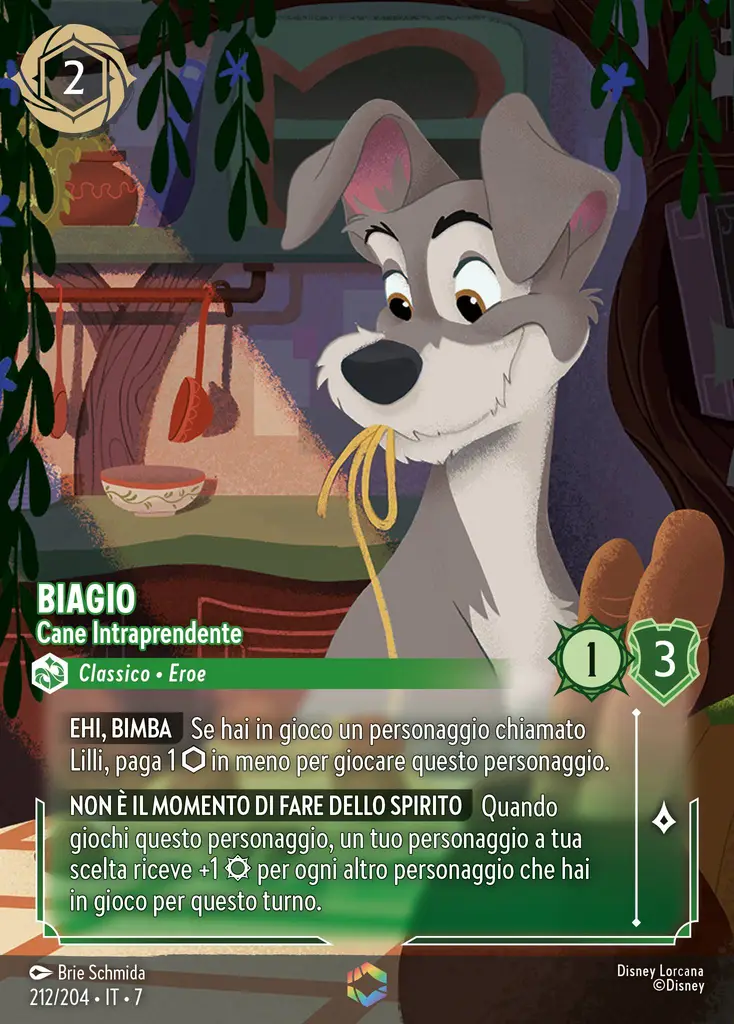 2
BIAGIO
Cane Intraprendente
Classico • Eroe
1
3
EHI, BIMBA Se hai in gioco un personaggio chiamato
Lilli, paga 1 ⬡ in meno per giocare questo personaggio.
NON È IL MOMENTO DI FARE DELLO SPIRITO Quando
giochi questo personaggio, un tuo personaggio a tua
scelta riceve +1 ¤ per ogni altro personaggio che hai
in gioco per questo turno.
Brie Schmida
212/204 • IT • 7
Disney Lorcana
©Disney